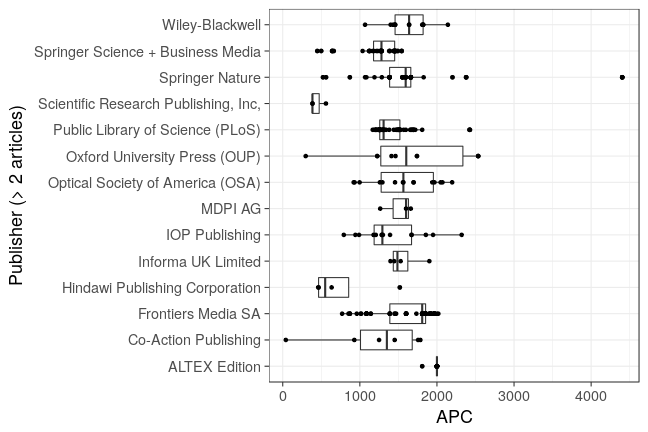 Publisher (> 2 articles)
Wiley-Blackwell
Springer Science + Business Media
Springer Nature
Scientific Research Publishing, Inc,
Public Library of Science (PLoS)
Oxford University Press (OUP)
Optical Society of America (OSA)
MDPI AG
IOP Publishing
Informa UK Limited
Hindawi Publishing Corporation
Frontiers Media SA
Co-Action Publishing
ALTEX Edition
0 1000 2000 3000 4000
APC